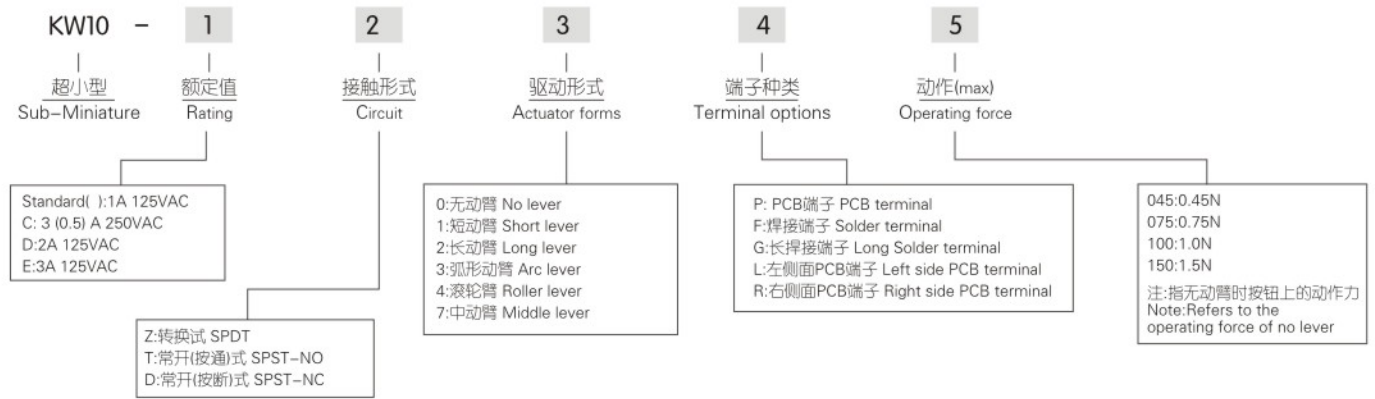 KW10 - 1 2 3 4 5
超小型 额定值 接触形式 驱动形式 端子种类 动作(max)
Sub-Miniature Rating Circuit Actuator forms Terminal options Operating force
Standard( ):1A 125VAC
C: 3 (0.5) A 250VAC
D:2A 125VAC
E:3A 125VAC
Z:转换试 SPDT
T:常开(按通)式 SPST-NO
D:常开(按断)式 SPST-NC
0:无动臂 No lever
1:短动臂 Short lever
2:长动臂 Long lever
3:弧形动臂 Arc lever
4:滚轮臂 Roller lever
7:中动臂 Middle lever
P: PCB端子 PCB terminal
F:焊接端子 Solder terminal
G:长捍接端子 Long Solder terminal
L:左侧面PCB端子 Left side PCB terminal
R:右侧面PCB端子 Right side PCB terminal
045:0.45N
075:0.75N
100:1.0N
150:1.5N
注:指无动臂时按钮上的动作力
Note:Refers to the
operating force of no lever